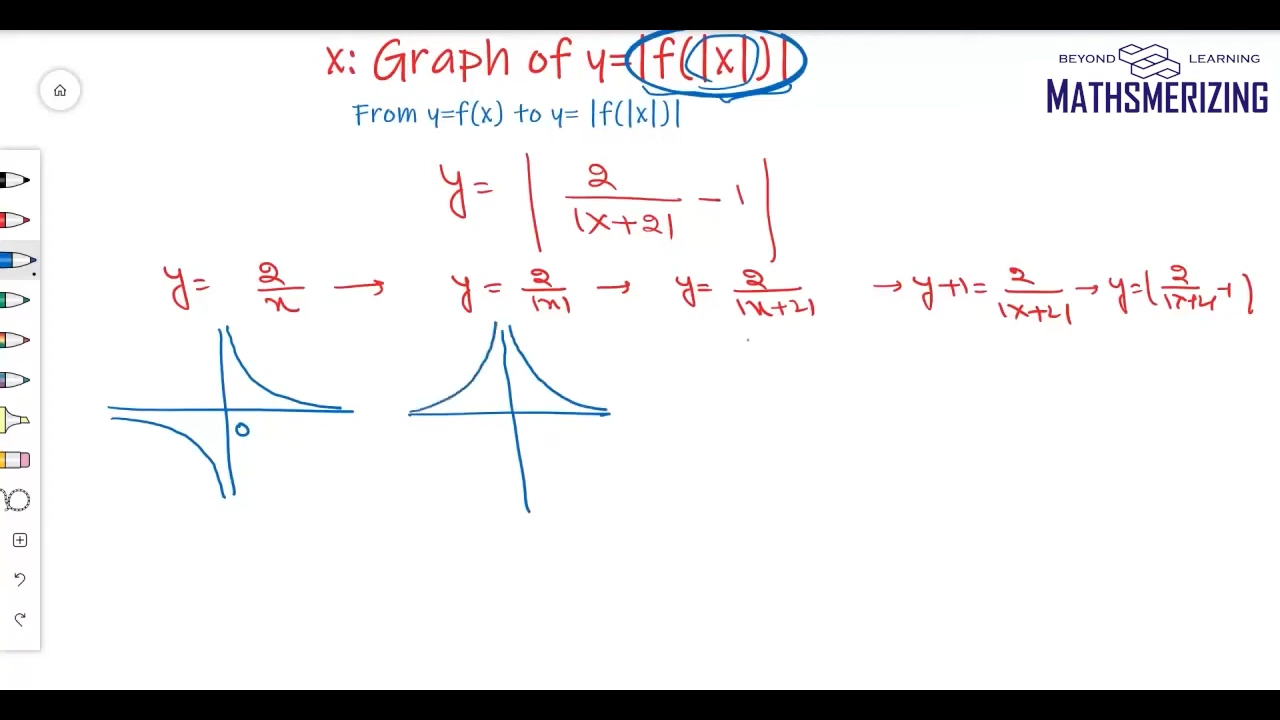 x: Graph of y=|f(|x|)|
From y=f(x) to y= |f(|x|)|
BEYOND LEARNING
MATHSMERIZING
y= | 2/|x+2| - 1 |
y= 2/x → y= 2/|x| → y= 2/|x+2| → y+1= 2/|x+2| → y=| 2/|x+2| -1 |
0